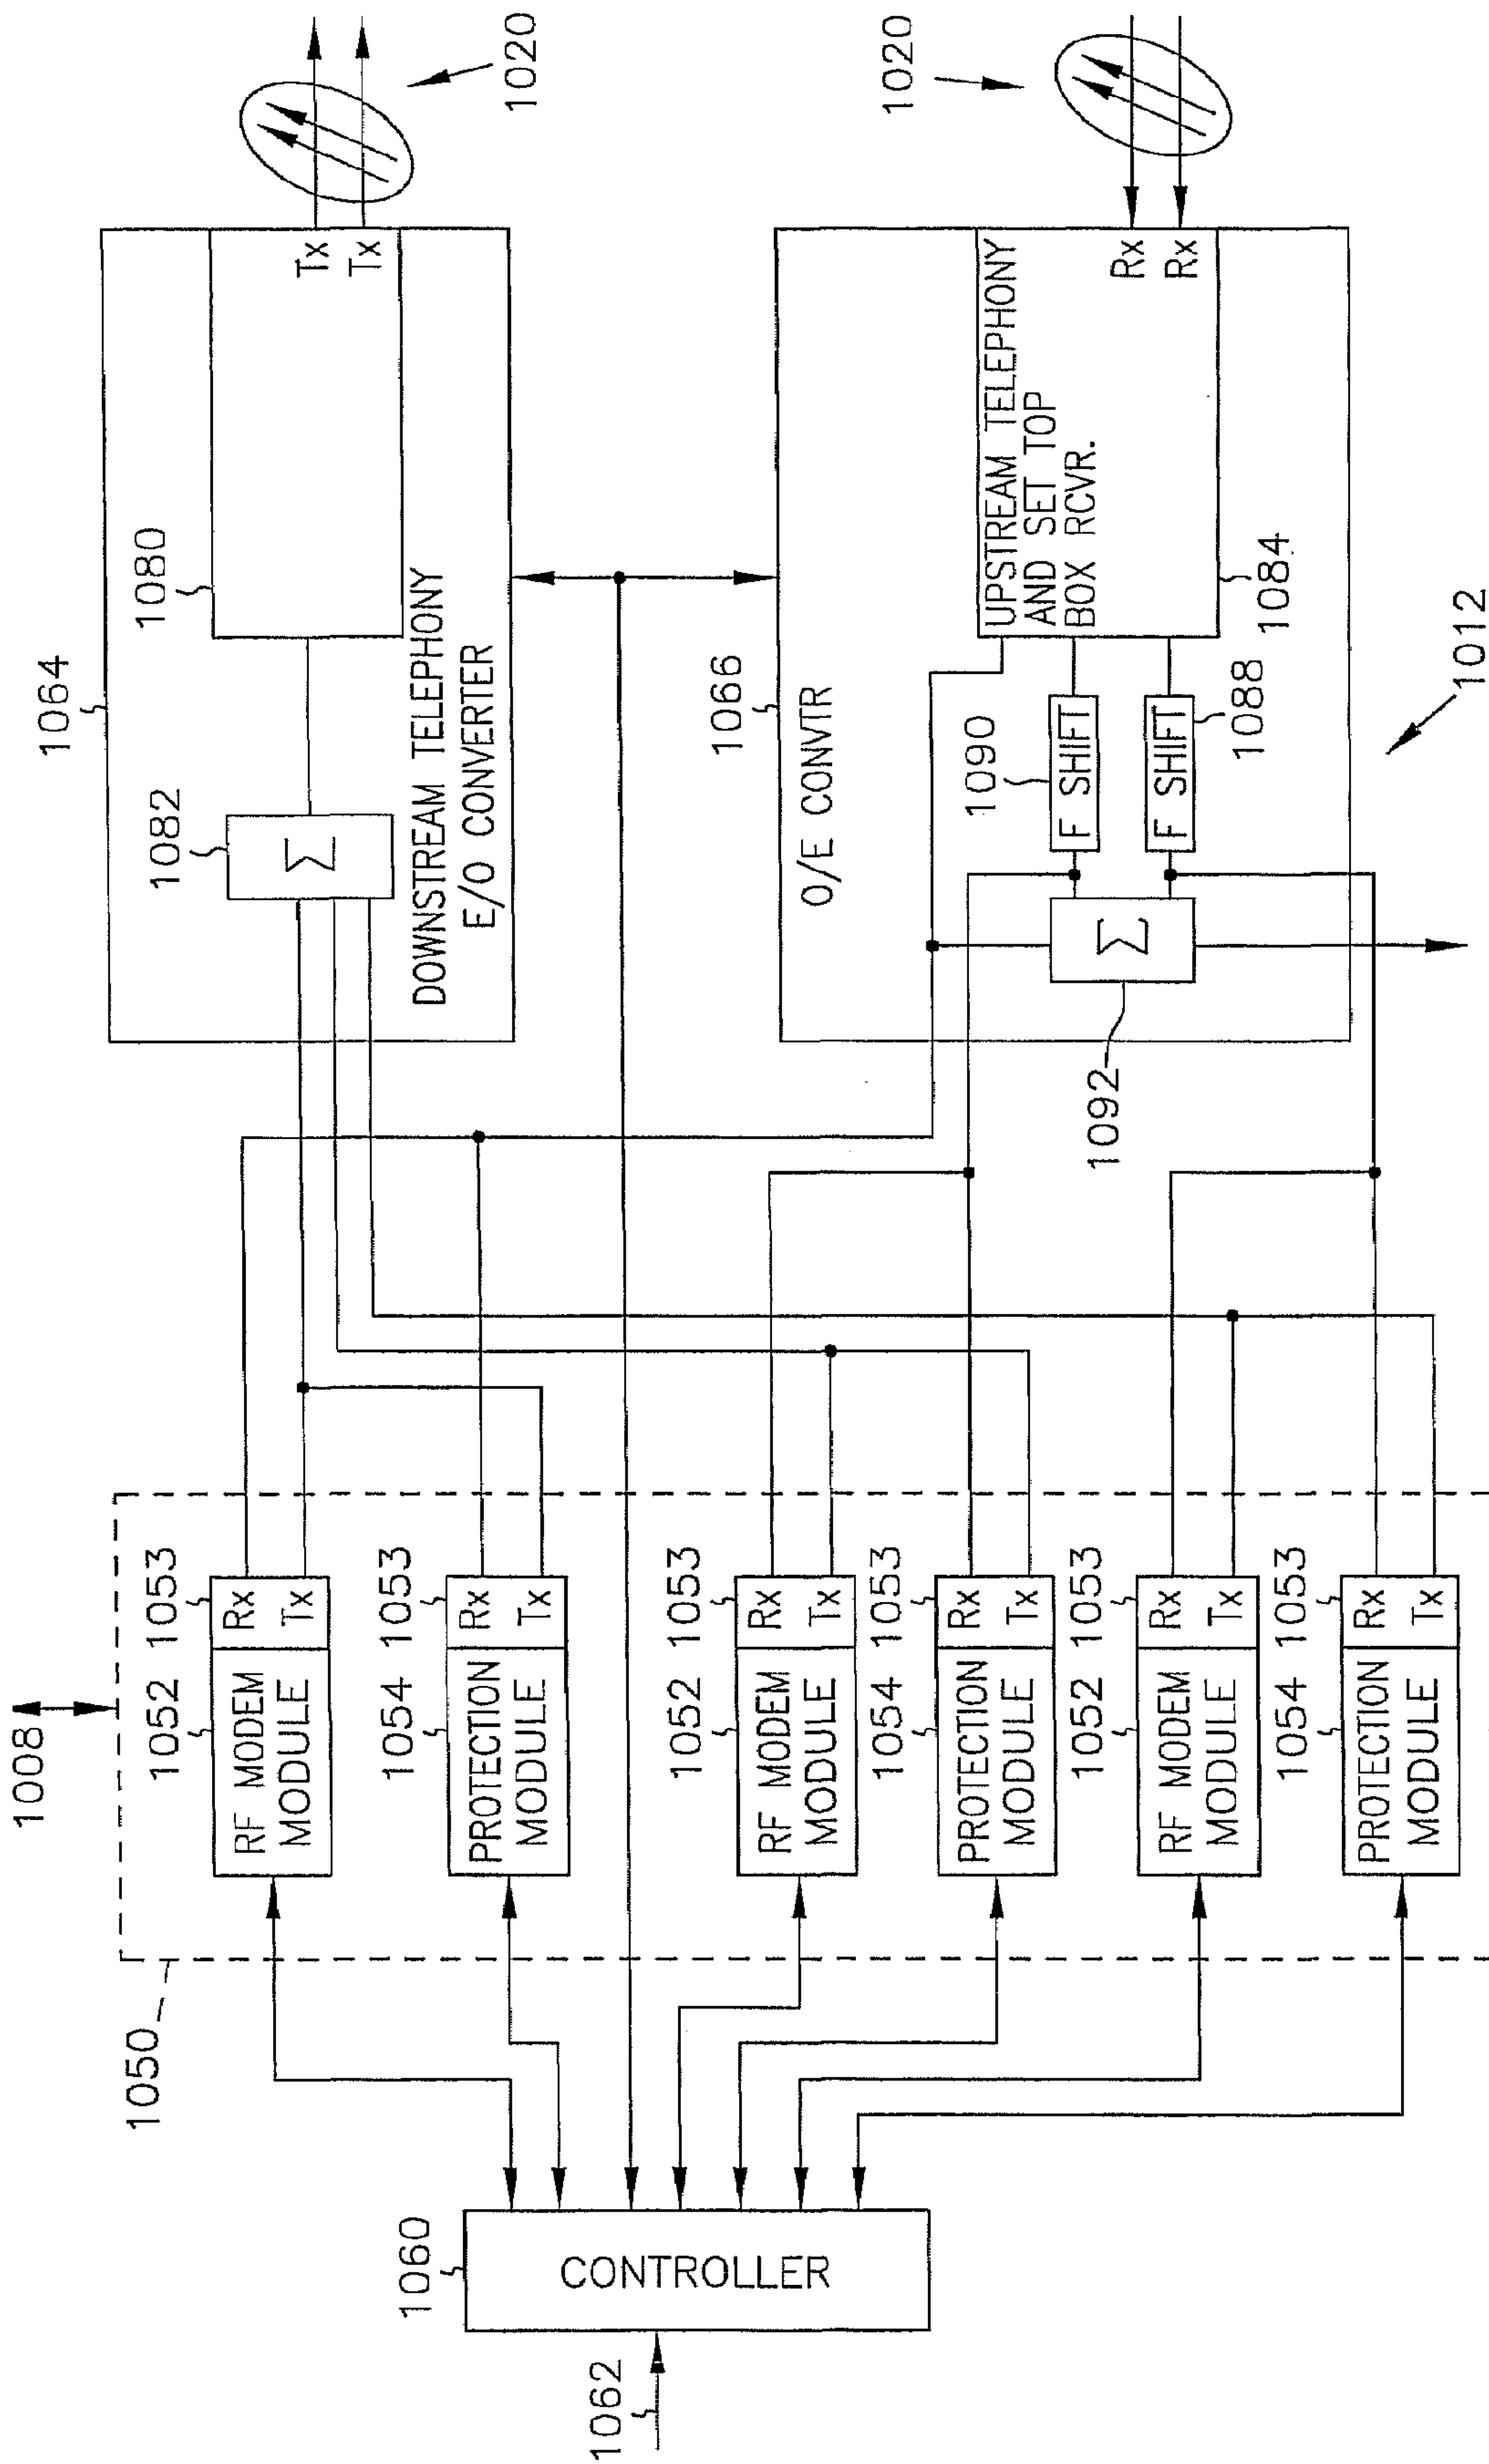 1008
1050
1052
1053
RF MODEM
MODULE
Rx
Tx
1054
1053
PROTECTION
MODULE
Rx
Tx
1052
1053
RF MODEM
MODULE
Rx
Tx
1054
1053
PROTECTION
MODULE
Rx
Tx
1052
1053
RF MODEM
MODULE
Rx
Tx
1054
1053
PROTECTION
MODULE
Rx
Tx
1060
CONTROLLER
1062
1064
1082
Σ
1080
Tx
Tx
DOWNSTREAM TELEPHONY
E/O CONVERTER
1020
1066
O/E CONVTR
1090
F SHIFT
F SHIFT
1088
Σ
1092
UPSTREAM TELEPHONY
AND SET TOP
BOX RCVR.
Rx
Rx
1084
1020
1012